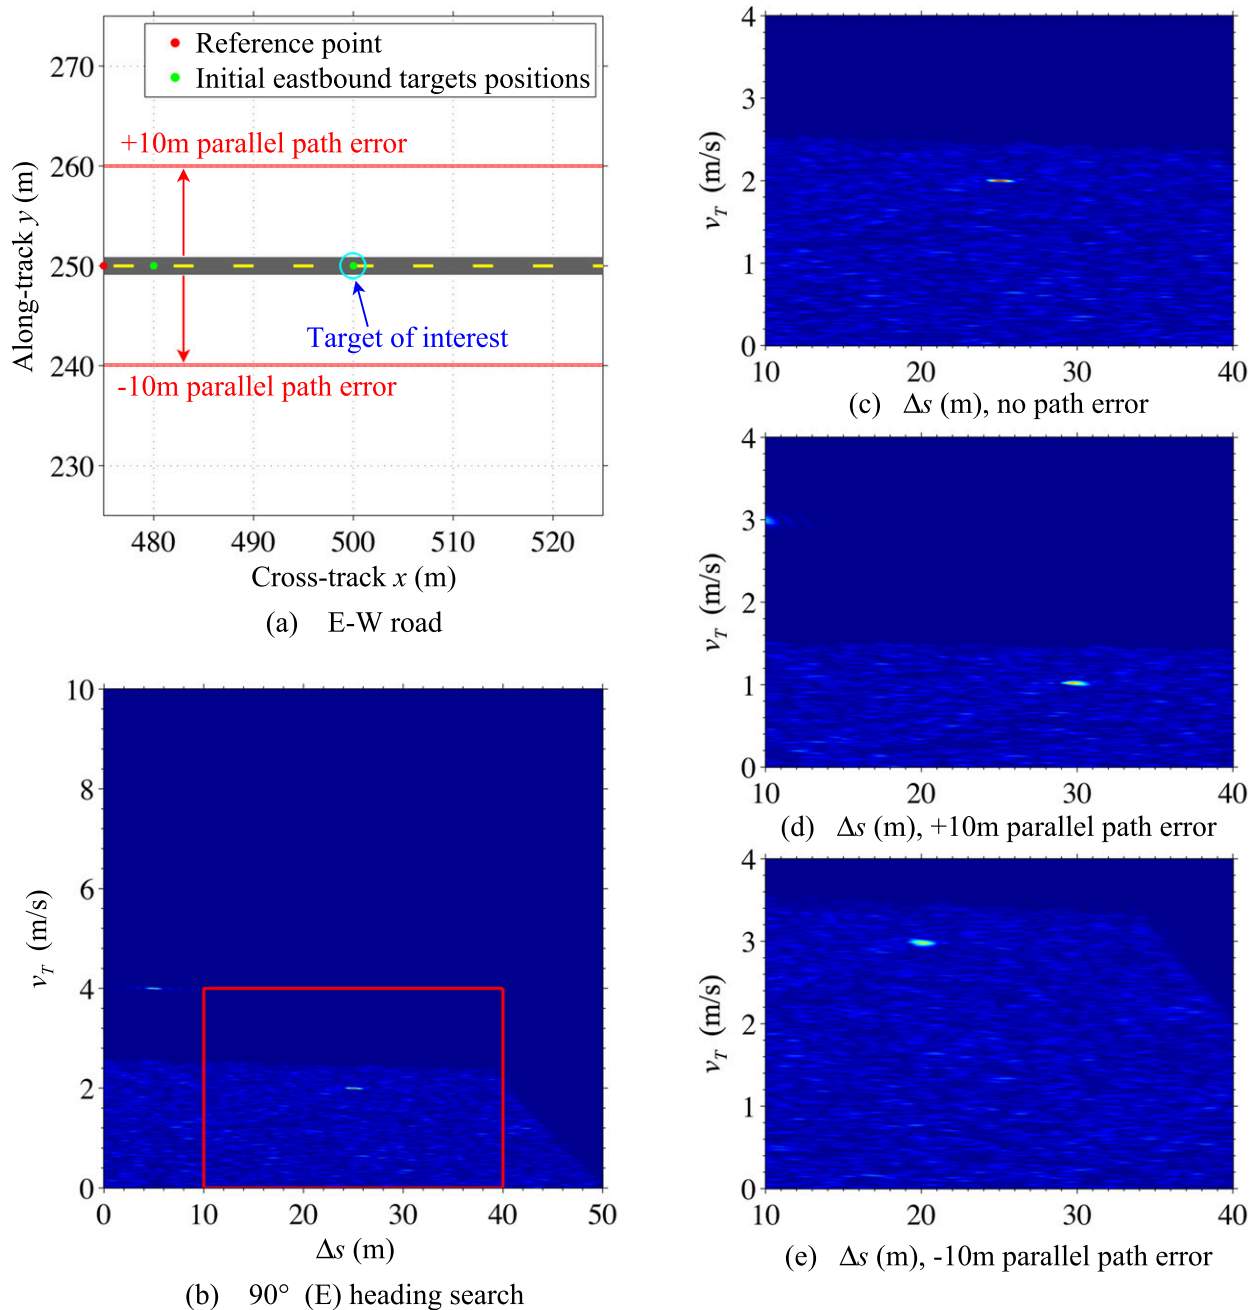 Reference point
Initial eastbound targets positions
270
260
250
240
230
+10m parallel path error
-10m parallel path error
Target of interest
Along-track y (m)
480 490 500 510 520
Cross-track x (m)
(a) E-W road
10
8
6
4
2
0
v_T (m/s)
0 10 20 30 40 50
Δs (m)
(b) 90° (E) heading search
4
3
2
1
0
v_T (m/s)
10 20 30 40
(c) Δs (m), no path error
4
3
2
1
0
v_T (m/s)
10 20 30 40
(d) Δs (m), +10m parallel path error
4
3
2
1
0
v_T (m/s)
10 20 30 40
(e) Δs (m), -10m parallel path error